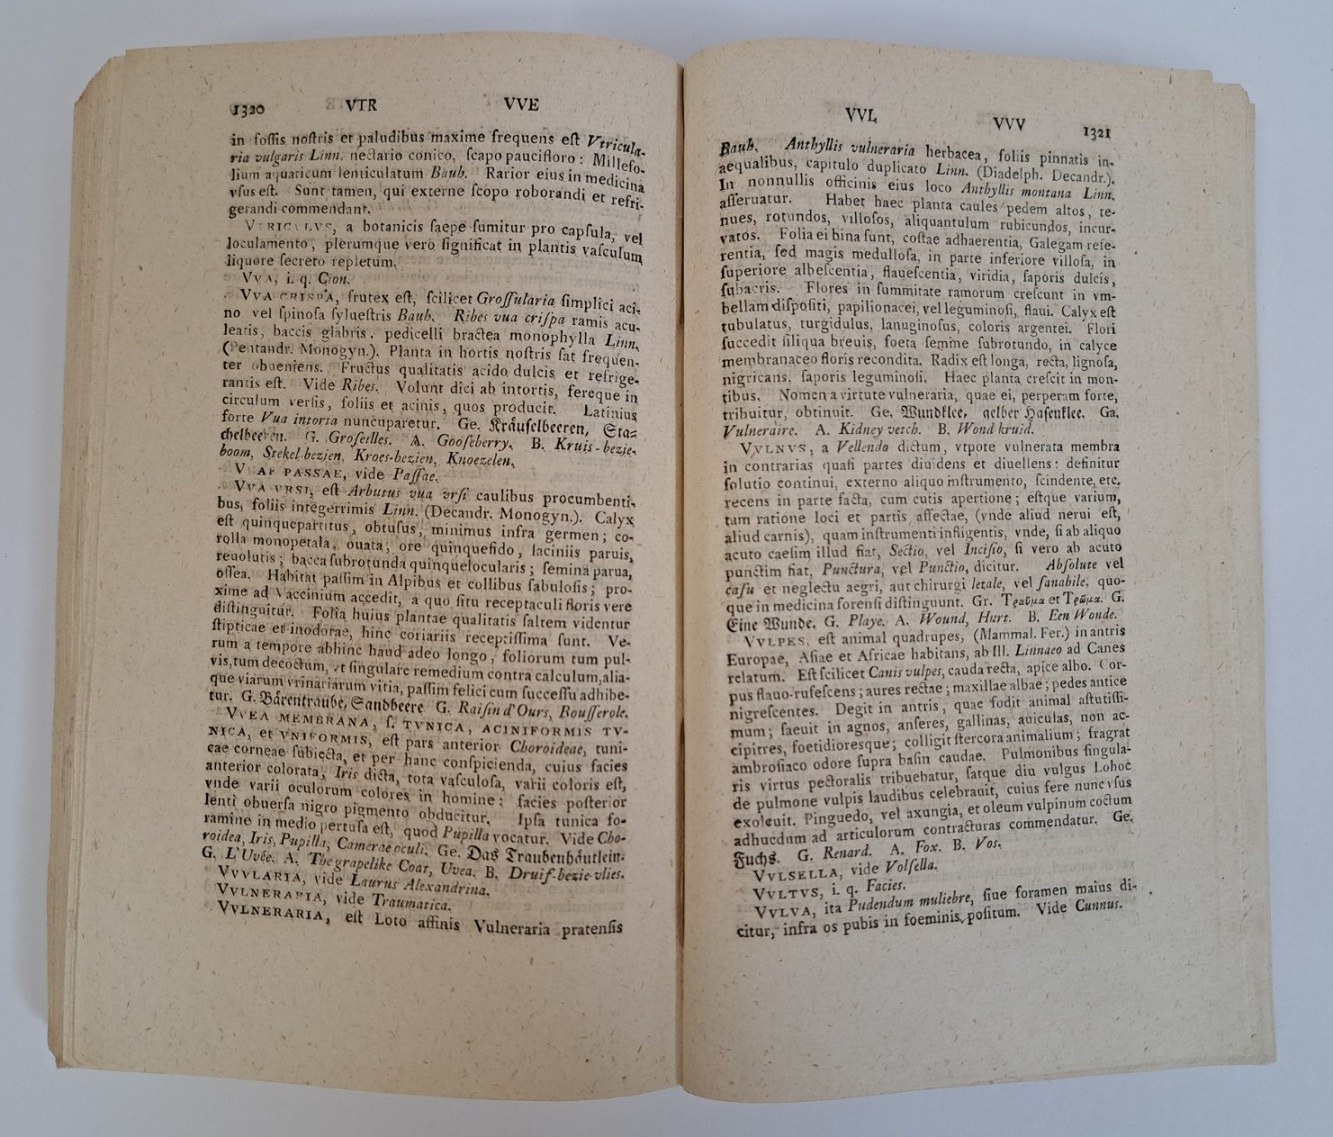 1320 VTR VVE
in foſſis noſtris et paludibus maxime frequens eſt Vtricula-
ria vulgaris Linn. nectario conico, ſcapo paucifloro: Millefo-
lium aquaticum lenticulatum Baub. Rarior eius in medicina
vſus eſt. Sunt tamen, qui externe ſcopo roborandi et refri-
gerandi commendant.
VTRICVLVS, a botanicis ſaepe ſumitur pro capſula, vel
loculamento, plerumque vero ſignificat in plantis vaſculum
liquore ſecreto repletum.
VVA, i. q. Cion.
VVA CRISPA, frutex eſt, ſcilicet Groſſularia ſimplici aci-
no vel ſpinoſa ſylueſtris Bauh. Ribes vua criſpa ramis acu-
leatis, baccis glabris, pedicelli bractea monophylla Linn.
(Pentandr. Monogyn.). Planta in hortis noſtris ſat frequen-
ter obueniens. Fructus qualitatis acido dulcis et refrige-
rantis eſt. Vide Ribes. Volunt dici ab intortis, fereque in
circulum verſis, foliis et acinis, quos producit. Latinius
forte Vua intorta nuncuparetur. Ge. Kräuſelbeeren, Sta-
chelbeeren. G. Groſeilles. A. Gooſeberry. B. Kruis-bezie-
boom, Stekel-bezien, Kroes-bezien, Knoezelen.
VVAE PASSAE, vide Paſſae.
VVA VRSI, eſt Arbutus vua vrſi caulibus procumbenti-
bus, foliis integerrimis Linn. (Decandr. Monogyn.). Calyx
eſt quinquepartitus, obtuſus, minimus infra germen; co-
rolla monopetala, ouata, ore quinquefido, laciniis paruis,
reuolutis; bacca ſubrotunda quinquelocularis; ſemina parua,
oſſea. Habitat paſſim in Alpibus et collibus ſabuloſis; pro-
xime ad Vaccinium accedit, a quo ſitu receptaculi floris vere
diſtinguitur. Folia huius plantae qualitatis ſaltem videntur
ſtipticae et inodorae, hinc coriariis receptiſſima ſunt. Ve-
rum a tempore abhinc haud adeo longo, foliorum tum pul-
vis, tum decoctum, et ſingulare remedium contra calculum, alia-
que viarum vrinariarum vitia, paſſim felici cum ſucceſſu adhibe-
tur. G. Bärentraube, Sandbeere G. Raiſin d'Ours, Bouſſerole.
VVEA MEMBRANA, ſ. TVNICA, ACINIFORMIS TV-
NICA, et VNIFORMIS, eſt pars anterior Choroideae, tuni-
cae corneae ſubiecta, et per hanc conſpicienda, cuius facies
anterior colorata, Iris dicta, tota vaſculoſa, varii coloris eſt,
vnde varii oculorum colores in homine: facies poſterior
lenti obuerſa nigro pigmento obducitur. Ipſa tunica fo-
ramine in medio pertuſa eſt, quod Pupilla vocatur. Vide Cho-
roidea, Iris, Pupilla, Camerae oculi. Ge. Das Traubenhäutlein.
G. L'Uvée. A. The grapelike Coat, Uvea. B. Druif-bezie-vlies.
VVVLARIA, vide Laurus Alexandrina.
VVLNERARIA, vide Traumatica.
VVLNERARIA, eſt Loto affinis Vulneraria pratenſis
VVL VVV 1321
Bauh. Anthyllis vulneraria herbacea, foliis pinnatis in-
aequalibus, capitulo duplicato Linn. (Diadelph. Decandr.).
In nonnullis officinis eius loco Anthyllis montana Linn.
aſſeruatur. Habet haec planta caules pedem altos, te-
nues, rotundos, villoſos, aliquantulum rubicundos, incur-
vatos. Folia ei bina ſunt, coſtae adhaerentia, Galegam refe-
rentia, ſed magis medulloſa, in parte inferiore villoſa, in
ſuperiore albeſcentia, flaueſcentia, viridia, ſaporis dulcis,
ſubacris. Flores in ſummitate ramorum creſcunt in vm-
bellam diſpoſiti, papilionacei, vel leguminoſi, flaui. Calyx eſt
tubulatus, turgidulus, lanuginoſus, coloris argentei. Flori
ſuccedit ſiliqua breuis, foeta ſemine ſubrotundo, in calyce
membranaceo floris recondita. Radix eſt longa, recta, lignoſa,
nigricans, ſaporis leguminoſi. Haec planta creſcit in mon-
tibus. Nomen a virtute vulneraria, quae ei, perperam forte,
tribuitur, obtinuit. Ge. Wundklee, gelber Haſenklee. Ga.
Vulneraire. A. Kidney vetch. B. Wond kruid.
VVLNVS, a Vellendo dictum, vtpote vulnerata membra
in contrarias quaſi partes diuidens et diuellens: definitur
ſolutio continui, externo aliquo inſtrumento, ſcindente, etc.
recens in parte facta, cum cutis apertione; eſtque varium,
tam ratione loci et partis affectae, (vnde aliud nerui eſt,
aliud carnis), quam inſtrumenti infligentis, vnde, ſi ab aliquo
acuto caeſim illud fiat, Sectio, vel Inciſio, ſi vero ab acuto
punctim fiat, Punctura, vel Punctio, dicitur. Abſolute vel
caſu et neglectu aegri, aut chirurgi letale, vel ſanabile, quo-
que in medicina forenſi diſtinguunt. Gr. Τραῦμα et Τρῶμα. G.
Eine Wunde. G. Playe. A. Wound, Hurt. B. Een Wonde.
VVLPES, eſt animal quadrupes, (Mammal. Fer.) in antris
Europae, Aſiae et Africae habitans, ab Ill. Linnaeo ad Canes
relatum. Eſt ſcilicet Canis vulpes, cauda recta, apice albo. Cor-
pus flauo-rufeſcens; aures rectae; maxillae albae; pedes antice
nigreſcentes. Degit in antris, quae fodit animal aſtutiſſi-
mum; ſaeuit in agnos, anſeres, gallinas, auiculas, non ac-
cipitres, foetidioresque; colligit ſtercora animalium; fragrat
ambroſiaco odore ſupra baſin caudae. Pulmonibus ſingula-
ris virtus pectoralis tribuebatur, ſatque diu vulgus Lohoc
de pulmone vulpis laudibus celebrauit, cuius fere nunc vſus
exoleuit. Pinguedo, vel axungia, et oleum vulpinum coctum
adhucdum ad articulorum contracturas commendatur. Ge.
Fuchs. G. Renard. A. Fox. B. Vos.
VVLSELLA, vide Volſella.
VVLTVS, i. q. Facies.
VVLVA, ita Pudendum muliebre, ſiue foramen maius di-
citur, infra os pubis in foeminis poſitum. Vide Cunnus.